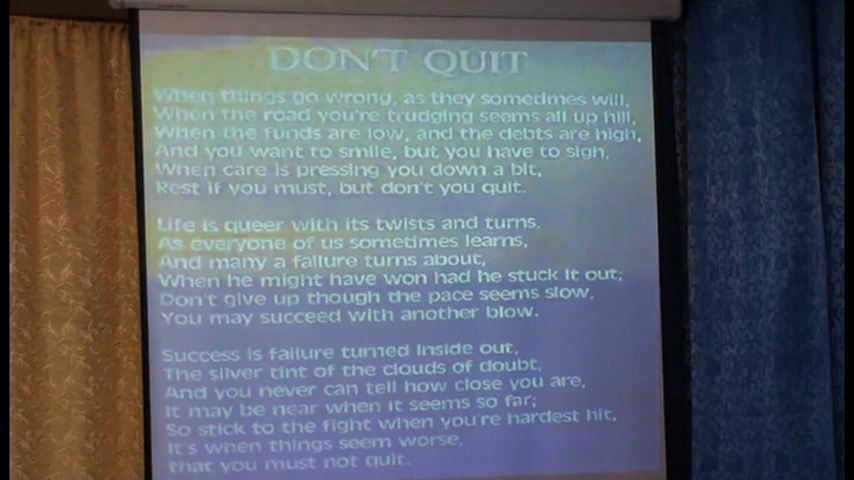 DON'T QUIT
When things go wrong, as they sometimes will,
When the road you're trudging seems all up hill,
When the funds are low, and the debts are high,
And you want to smile, but you have to sigh,
When care is pressing you down a bit,
Rest if you must, but don't you quit.
Life is queer with its twists and turns,
As everyone of us sometimes learns,
And many a failure turns about,
When he might have won had he stuck it out;
Don't give up though the pace seems slow,
You may succeed with another blow.
Success is failure turned inside out,
The silver tint of the clouds of doubt,
And you never can tell how close you are,
It may be near when it seems so far;
So stick to the fight when you're hardest hit,
It's when things seem worse,
that you must not quit.